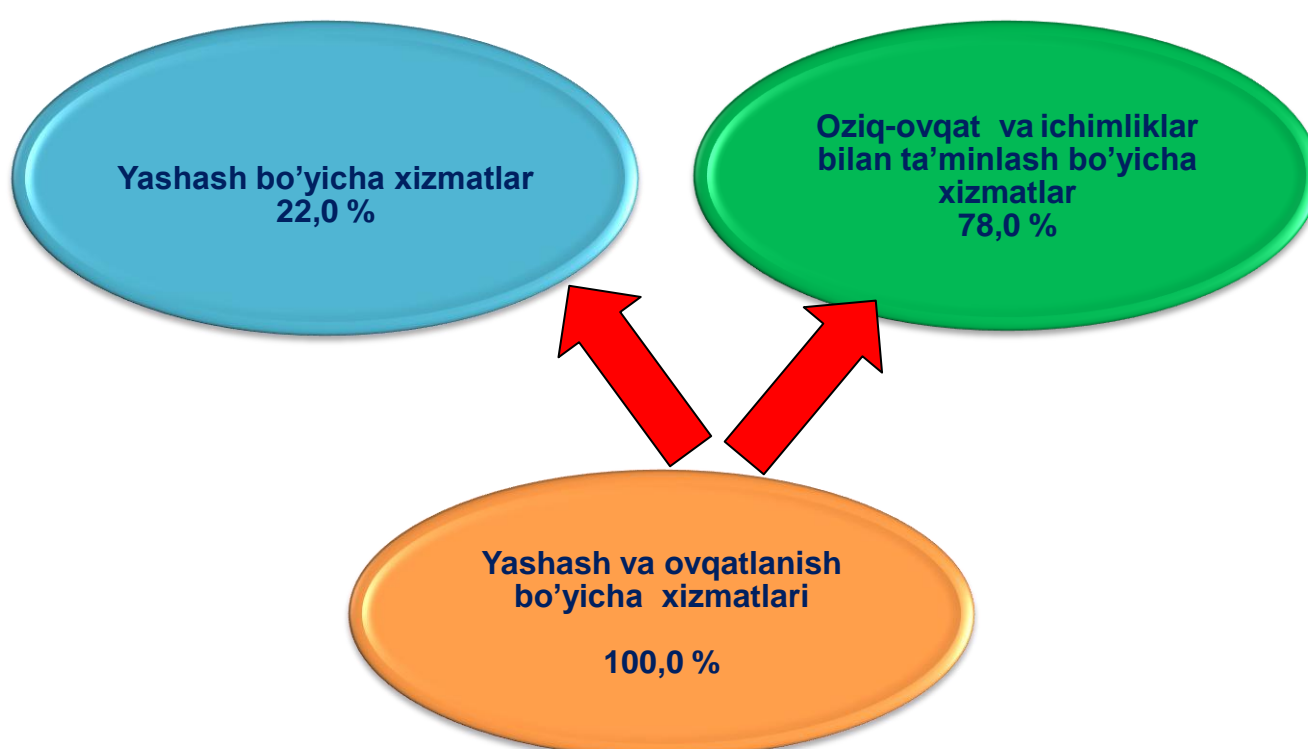 Yashash bo’yicha xizmatlar
22,0 %
Oziq-ovqat va ichimliklar
bilan ta’minlash bo’yicha
xizmatlar
78,0 %
Yashash va ovqatlanish
bo’yicha xizmatlari
100,0 %